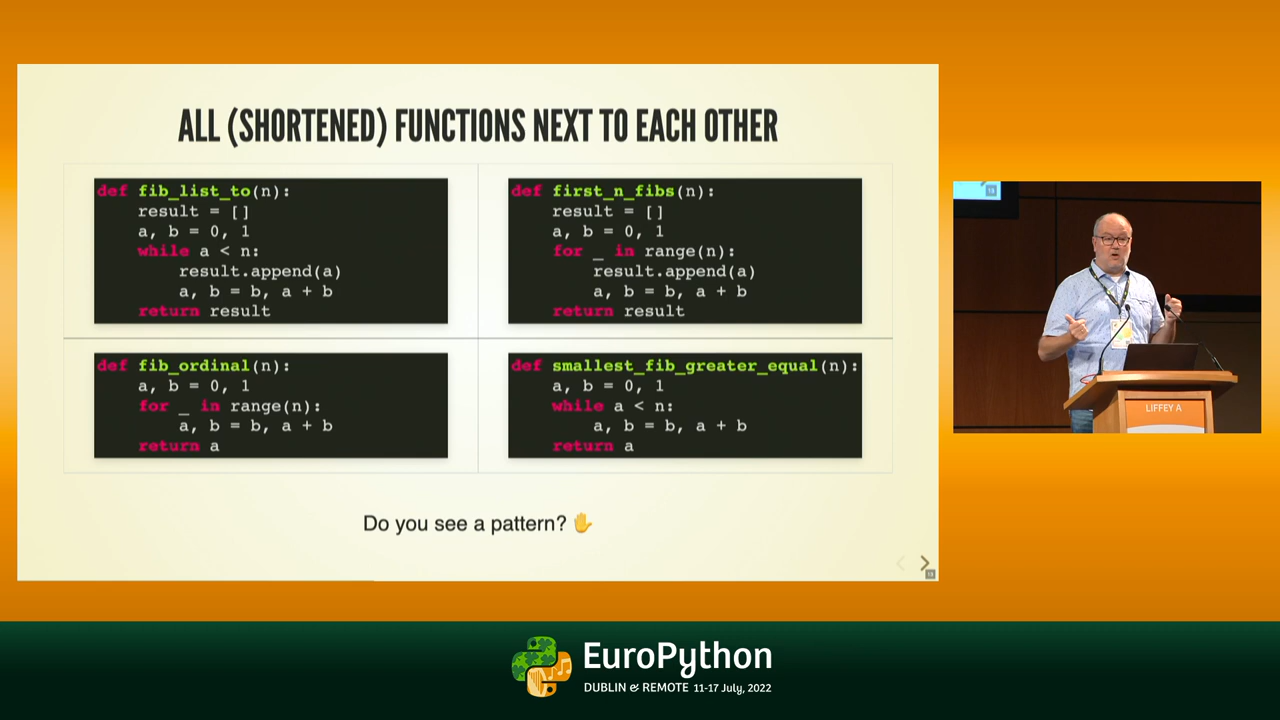 ALL (SHORTENED) FUNCTIONS NEXT TO EACH OTHER
def fib_list_to(n):
result = []
a, b = 0, 1
while a < n:
result.append(a)
a, b = b, a + b
return result
def first_n_fibs(n):
result = []
a, b = 0, 1
for _ in range(n):
result.append(a)
a, b = b, a + b
return result
def fib_ordinal(n):
a, b = 0, 1
for _ in range(n):
a, b = b, a + b
return a
def smallest_fib_greater_equal(n):
a, b = 0, 1
while a < n:
a, b = b, a + b
return a
Do you see a pattern? ✋
LIFFEY A
EuroPython
DUBLIN & REMOTE 11-17 July, 2022